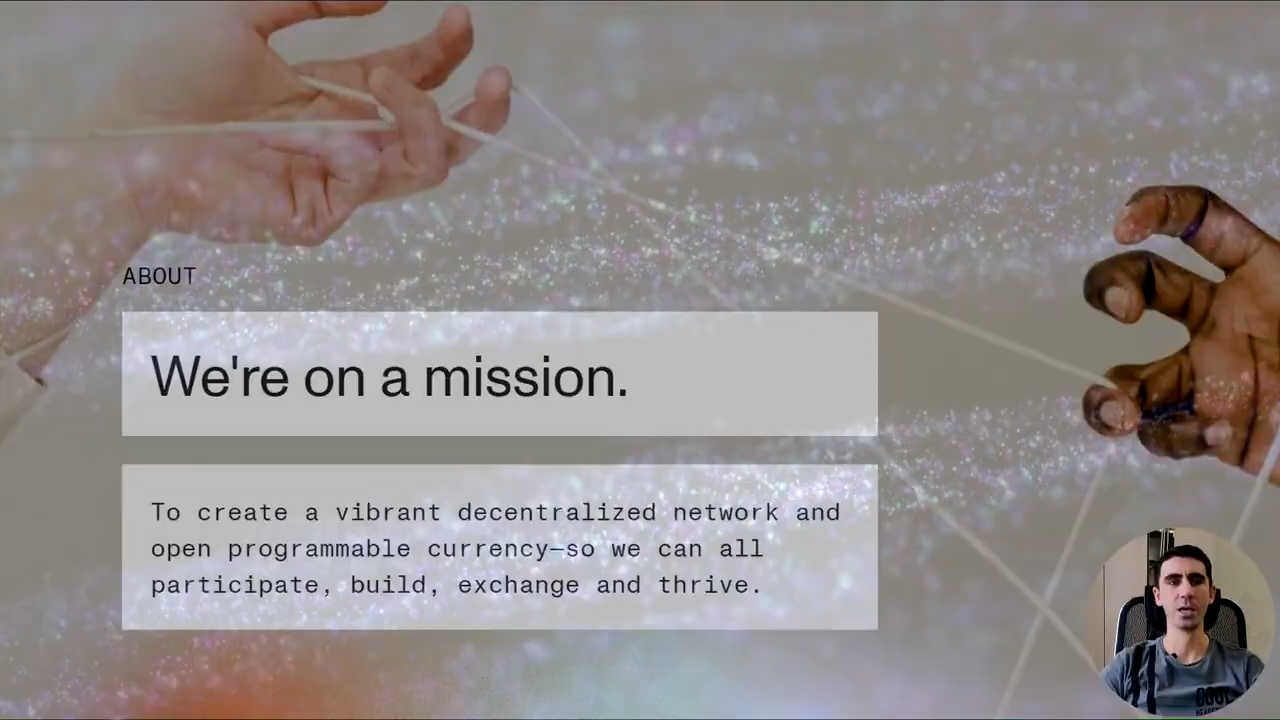 ABOUT
We're on a mission.
To create a vibrant decentralized network and
open programmable currency—so we can all
participate, build, exchange and thrive.
COOL